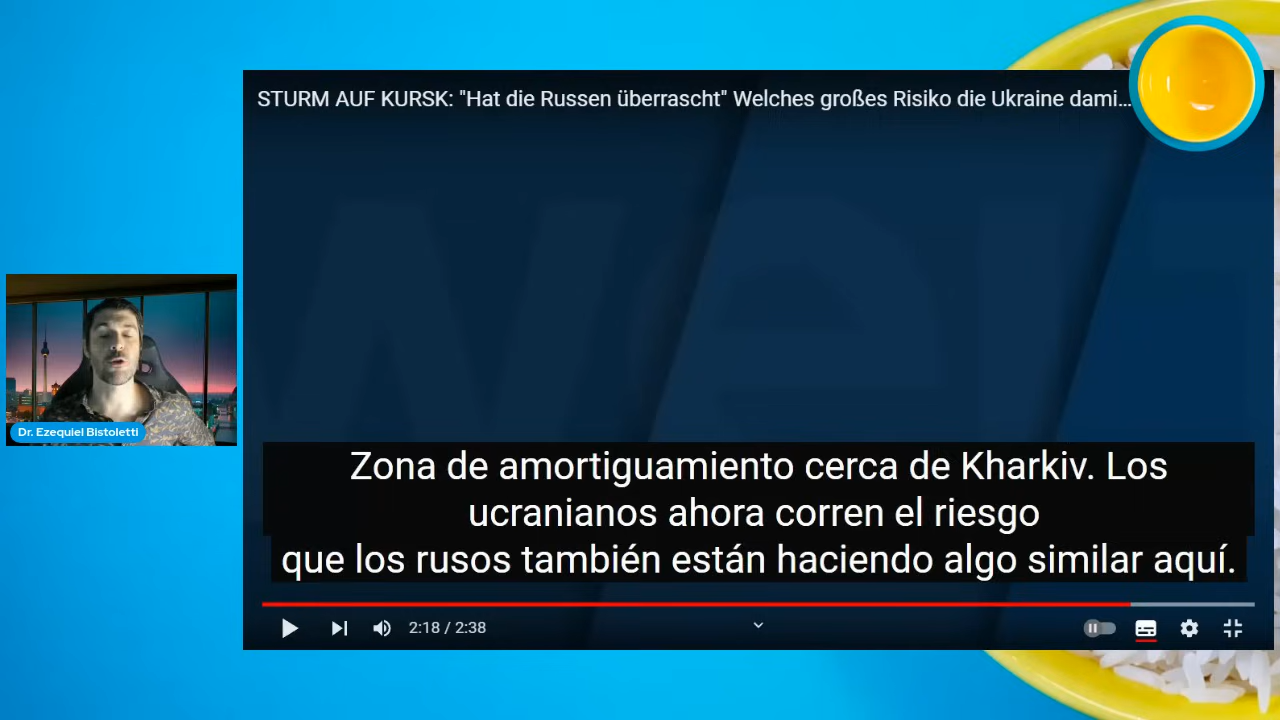 STURM AUF KURSK: "Hat die Russen überrascht" Welches großes Risiko die Ukraine dami...
welt
Dr. Ezequiel Bistoletti
Zona de amortiguamiento cerca de Kharkiv. Los
ucranianos ahora corren el riesgo
que los rusos también están haciendo algo similar aquí.
2:18 / 2:38